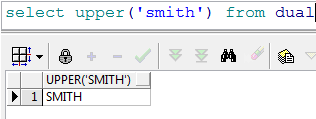 select upper('smith') from dual
UPPER('SMITH')
1 SMITH